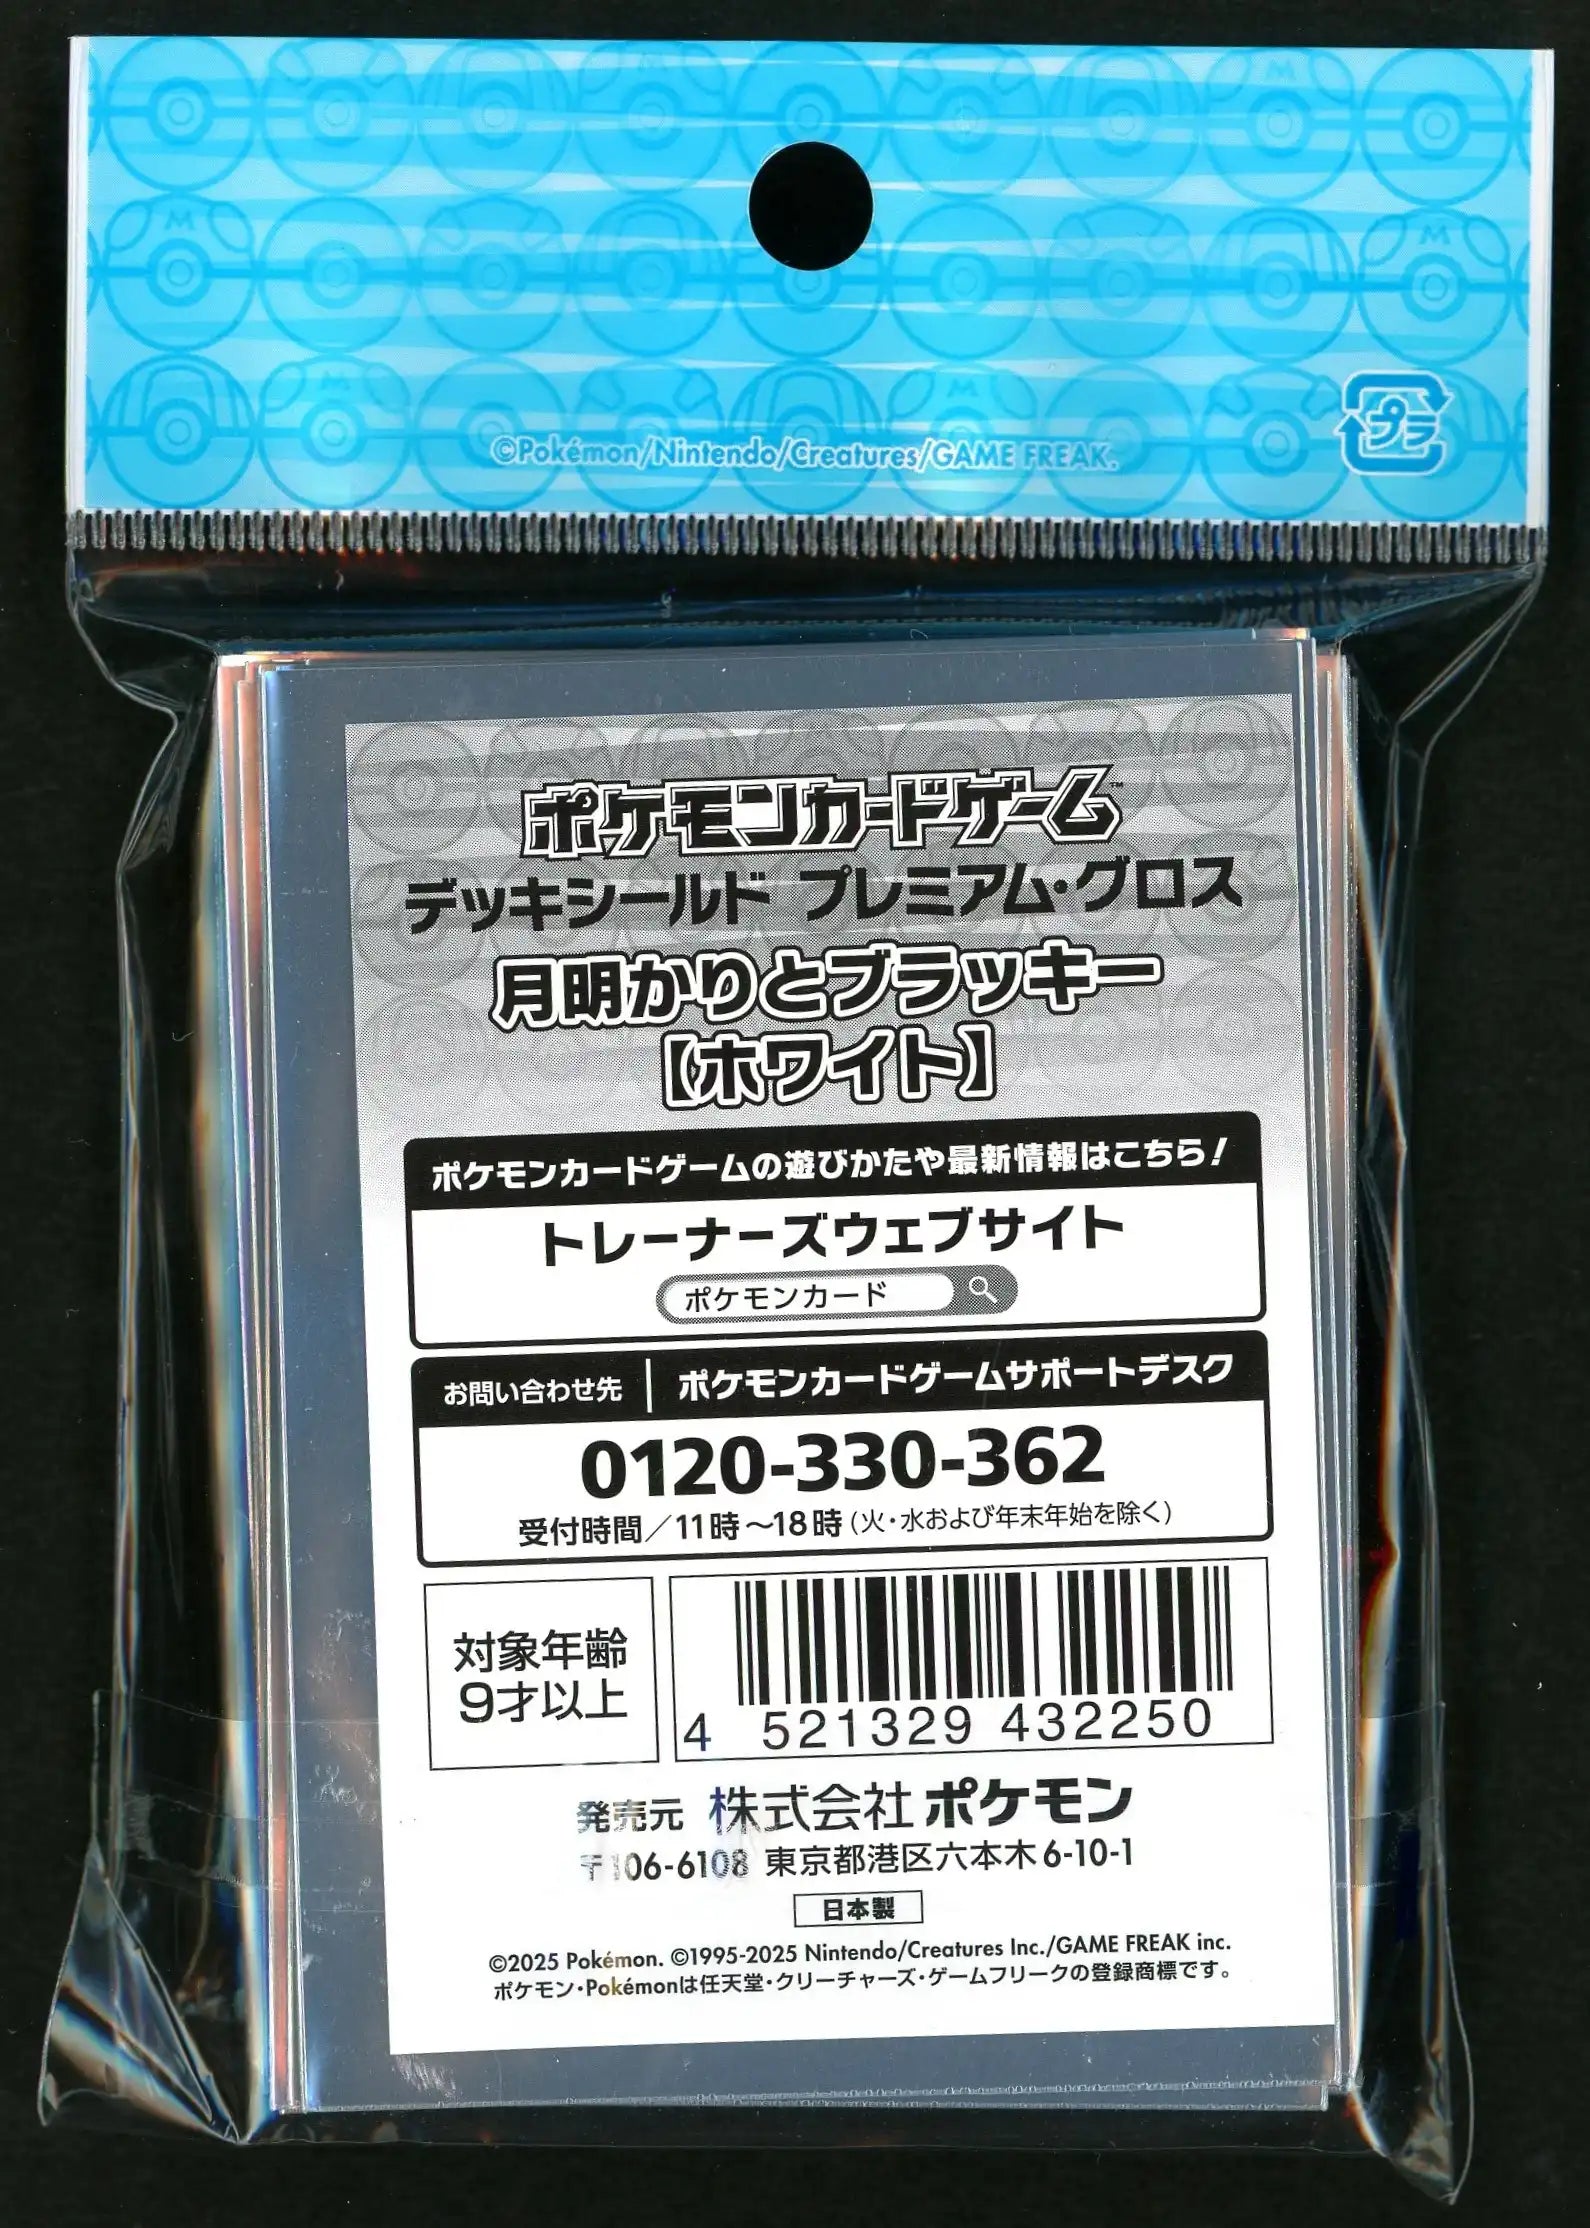 ©Pokémon/Nintendo/Creatures/GAME FREAK.
プラ
ポケモンカードゲーム™
デッキシールド プレミアム・グロス
月明かりとブラッキー
【ホワイト】
ポケモンカードゲームの遊びかたや最新情報はこちら!
トレーナーズウェブサイト
ポケモンカード
お問い合わせ先 ポケモンカードゲームサポートデスク
0120-330-362
受付時間／11時〜18時(火・水および年末年始を除く)
対象年齢
9才以上
4 521329 432250
発売元 株式会社ポケモン
〒106-6108 東京都港区六本木6-10-1
日本製
©2025 Pokémon. ©1995-2025 Nintendo/Creatures Inc./GAME FREAK inc.
ポケモン・Pokémonは任天堂・クリーチャーズ・ゲームフリークの登録商標です。